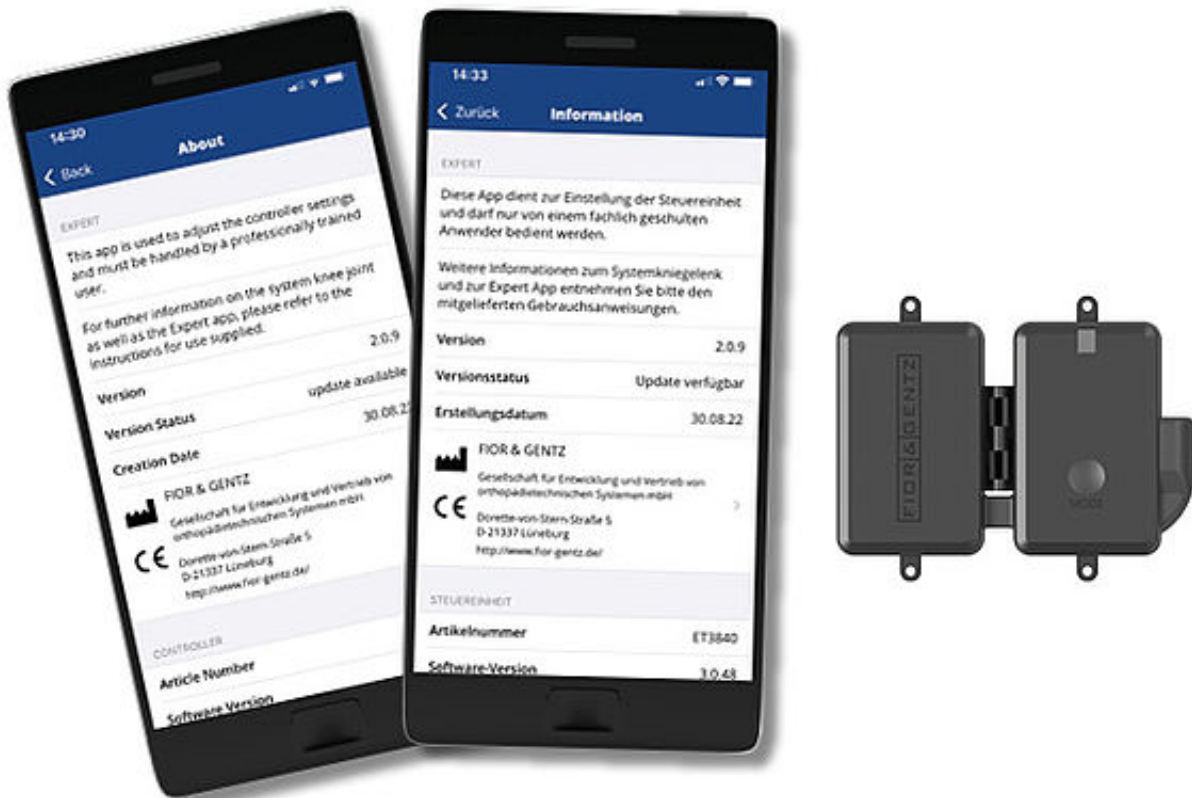 14:30
Back
About
EXPERT
This app is used to adjust the controller settings
and must be handled by a professionally trained
user.
For further information on the system knee joint
as well as the Expert app, please refer to the
instructions for use supplied.
Version 2.0.9
Version Status update available
Creation Date 30.08.22
FIOR & GENTZ
Gesellschaft für Entwicklung und Vertrieb von
orthopädietechnischen Systemen mbH
Dorette-von-Stern-Straße 5
D-21337 Lüneburg
http://www.fior-gentz.de/
CE
CONTROLLER
Article Number
Software Version
14:33
Zurück
Information
EXPERT
Diese App dient zur Einstellung der Steuereinheit
und darf nur von einem fachlich geschulten
Anwender bedient werden.
Weitere Informationen zum Systemkniegelenk
und zur Expert App entnehmen Sie bitte den
mitgelieferten Gebrauchsanweisungen.
Version 2.0.9
Versionsstatus Update verfügbar
Erstellungsdatum 30.08.22
FIOR & GENTZ
Gesellschaft für Entwicklung und Vertrieb von
orthopädietechnischen Systemen mbH
Dorette-von-Stern-Straße 5
D-21337 Lüneburg
http://www.fior-gentz.de/
CE
STEUEREINHEIT
Artikelnummer ET3840
Software-Version 3.0.48
FIOR & GENTZ
MODE